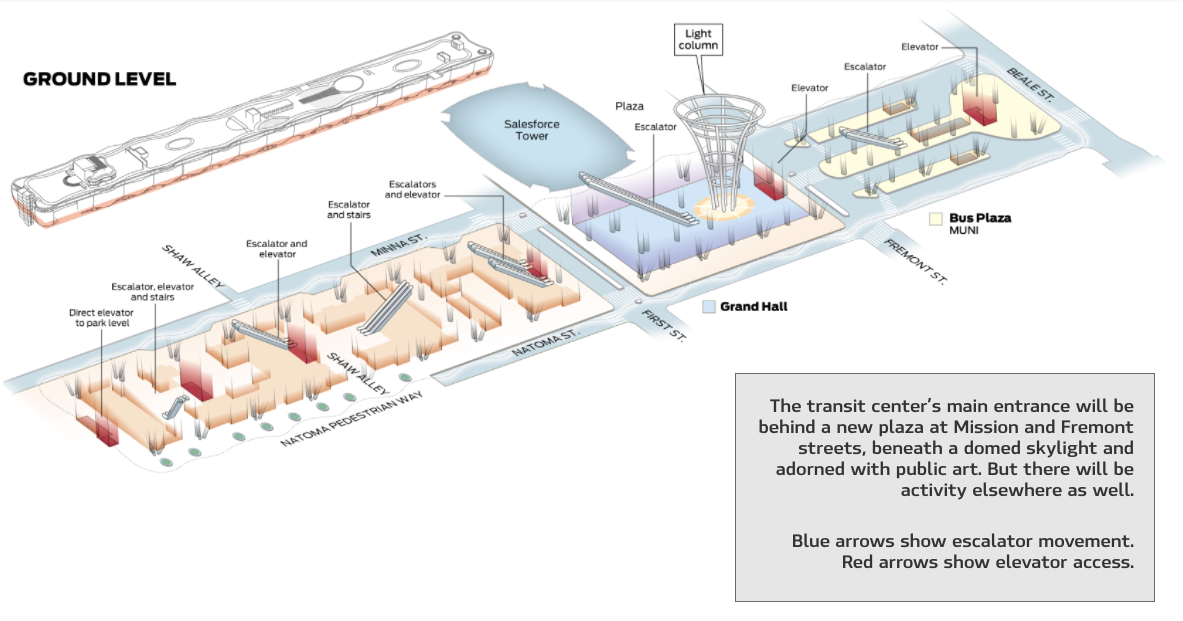 GROUND LEVEL
Light
column
Elevator
Escalator
BEALE ST.
Elevator
Plaza
Escalator
Salesforce
Tower
Escalators
and elevator
Escalator
and stairs
Bus Plaza
MUNI
MINNA ST.
Escalator and
elevator
SHAW ALLEY
FREMONT ST.
Escalator, elevator
and stairs
Grand Hall
Direct elevator
to park level
FIRST ST.
NATOMA ST.
SHAW ALLEY
NATOMA PEDESTRIAN WAY
The transit center's main entrance will be
behind a new plaza at Mission and Fremont
streets, beneath a domed skylight and
adorned with public art. But there will be
activity elsewhere as well.
Blue arrows show escalator movement.
Red arrows show elevator access.